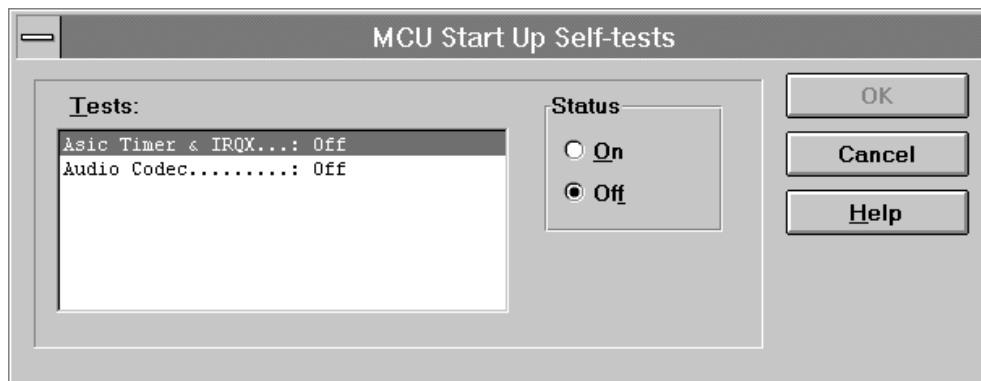 MCU Start Up Self-tests
Tests:
Asic Timer & IRQX...: Off
Audio Codec.........: Off
Status
On
Off
OK
Cancel
Help